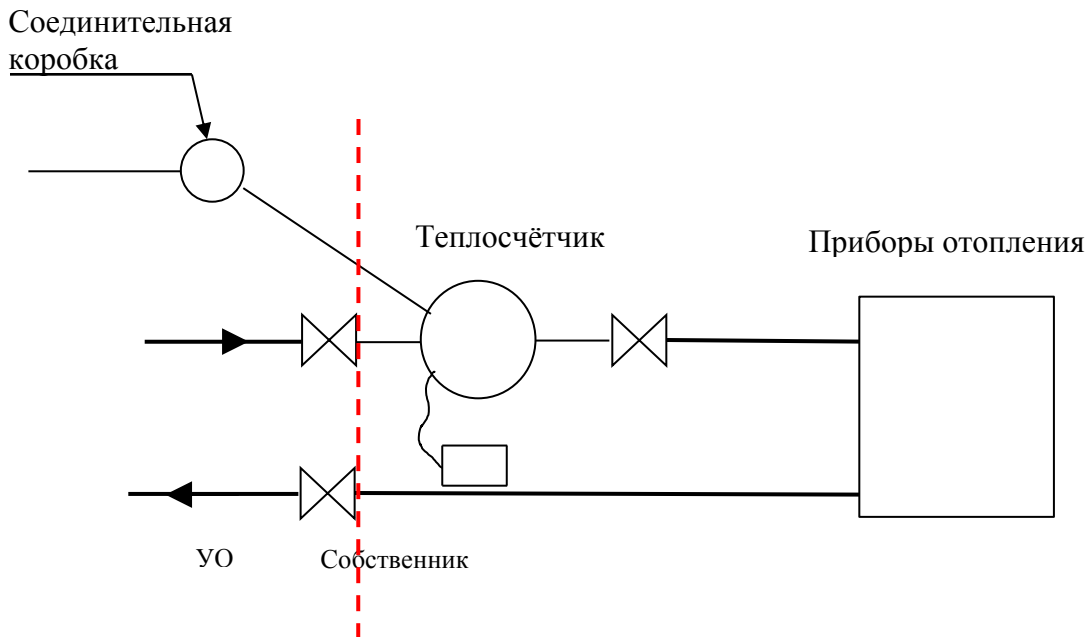 Соединительная
коробка
Теплосчётчик
Приборы отопления
УО
Собственник